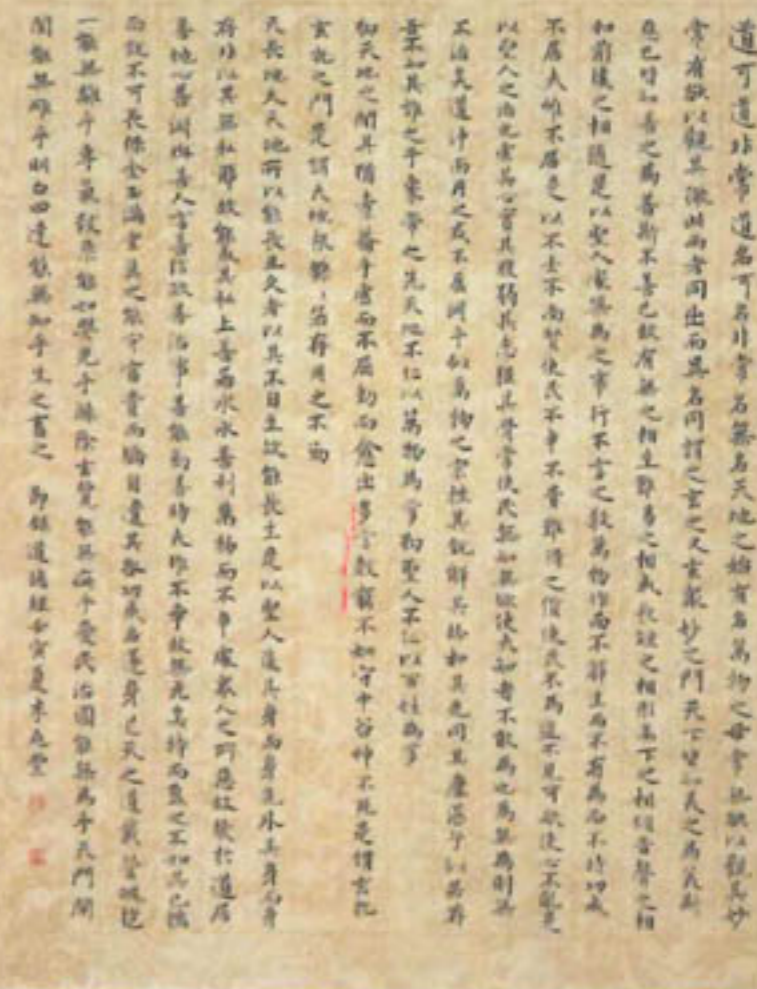 道可道非常道名可名非常名無名天地之始有名萬物之母常無欲以觀其妙
常有欲以觀其徼此兩者同出而異名同謂之玄之又玄眾妙之門天下皆知美之為美斯
惡已皆知善之為善斯不善已故有無之相生難易之相成長短之相形高下之相傾音聲之相
和前後之相隨是以聖人處無為之事行不言之教萬物作而不辭生而不有為而不恃功成
不居夫唯不居是以不去不尚賢使民不爭不貴難得之貨使民不為盜不見可欲使心不亂是
以聖人之治也虛其心實其腹弱其志強其骨常使民無知無欲使夫知者不敢為也為無為則無
不治矣道沖而用之或不盈淵乎似萬物之宗挫其銳解其紛和其光同其塵湛兮似若存
吾不知其誰之子象帝之先天地不仁以萬物為芻狗聖人不仁以百姓為芻
狗天地之間其猶橐籥乎虛而不屈動而愈出多言數窮不如守中谷神不死是謂玄牝
玄牝之門是謂天地根綿綿若存用之不勤
天長地久天地所以能長且久者以其不自生故能長生是以聖人後其身而身先外其身而身
存非以其無私耶故能成其私上善若水水善利萬物而不爭處眾人之所惡故幾於道居
善地心善淵與善人言善信政善治事善能動善時夫惟不爭故無尤矣持而盈之不如其已揣
而銳不可長保金玉滿堂莫之能守富貴而驕自遺其咎功成名遂身退天之道載營魄抱
一能無離乎專氣致柔能如嬰兒乎滌除玄覽能無疵乎愛民治國能無為乎天門開
闔能無雌乎明白四達能無知乎生之畜之 節錄道德經壬寅夏